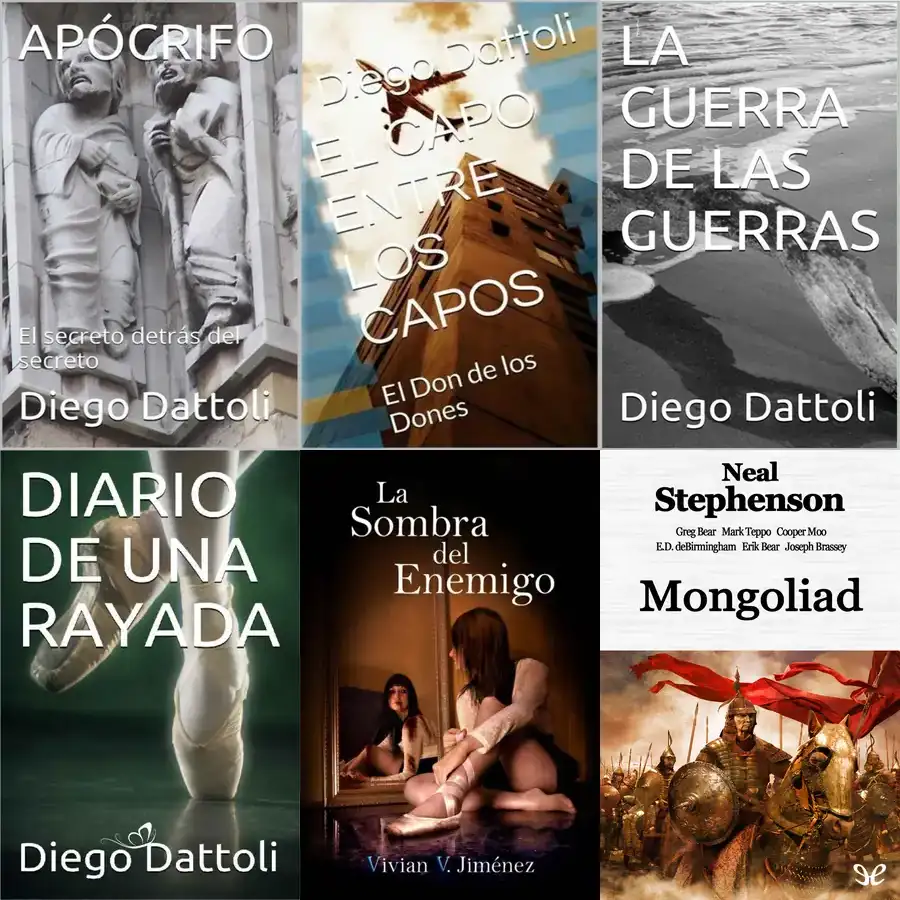 APÓCRIFO
El secreto detrás del
secreto
Diego Dattoli
Diego Dattoli
EL CAPO
ENTRE
LOS
CAPOS
El Don de los
Dones
LA
GUERRA
DE LAS
GUERRAS
Diego Dattoli
DIARIO
DE UNA
RAYADA
Diego Dattoli
La
Sombra
del
Enemigo
Vivian V. Jiménez
Neal
Stephenson
Greg Bear Mark Teppo Cooper Moo
E.D. deBirmingham Erik Bear Joseph Brassey
Mongoliad